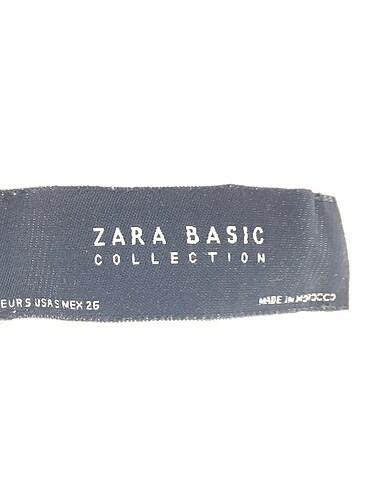 ZARA BASIC
COLLECTION
EUR S USA S MEX 26
MADE IN MOROCCO